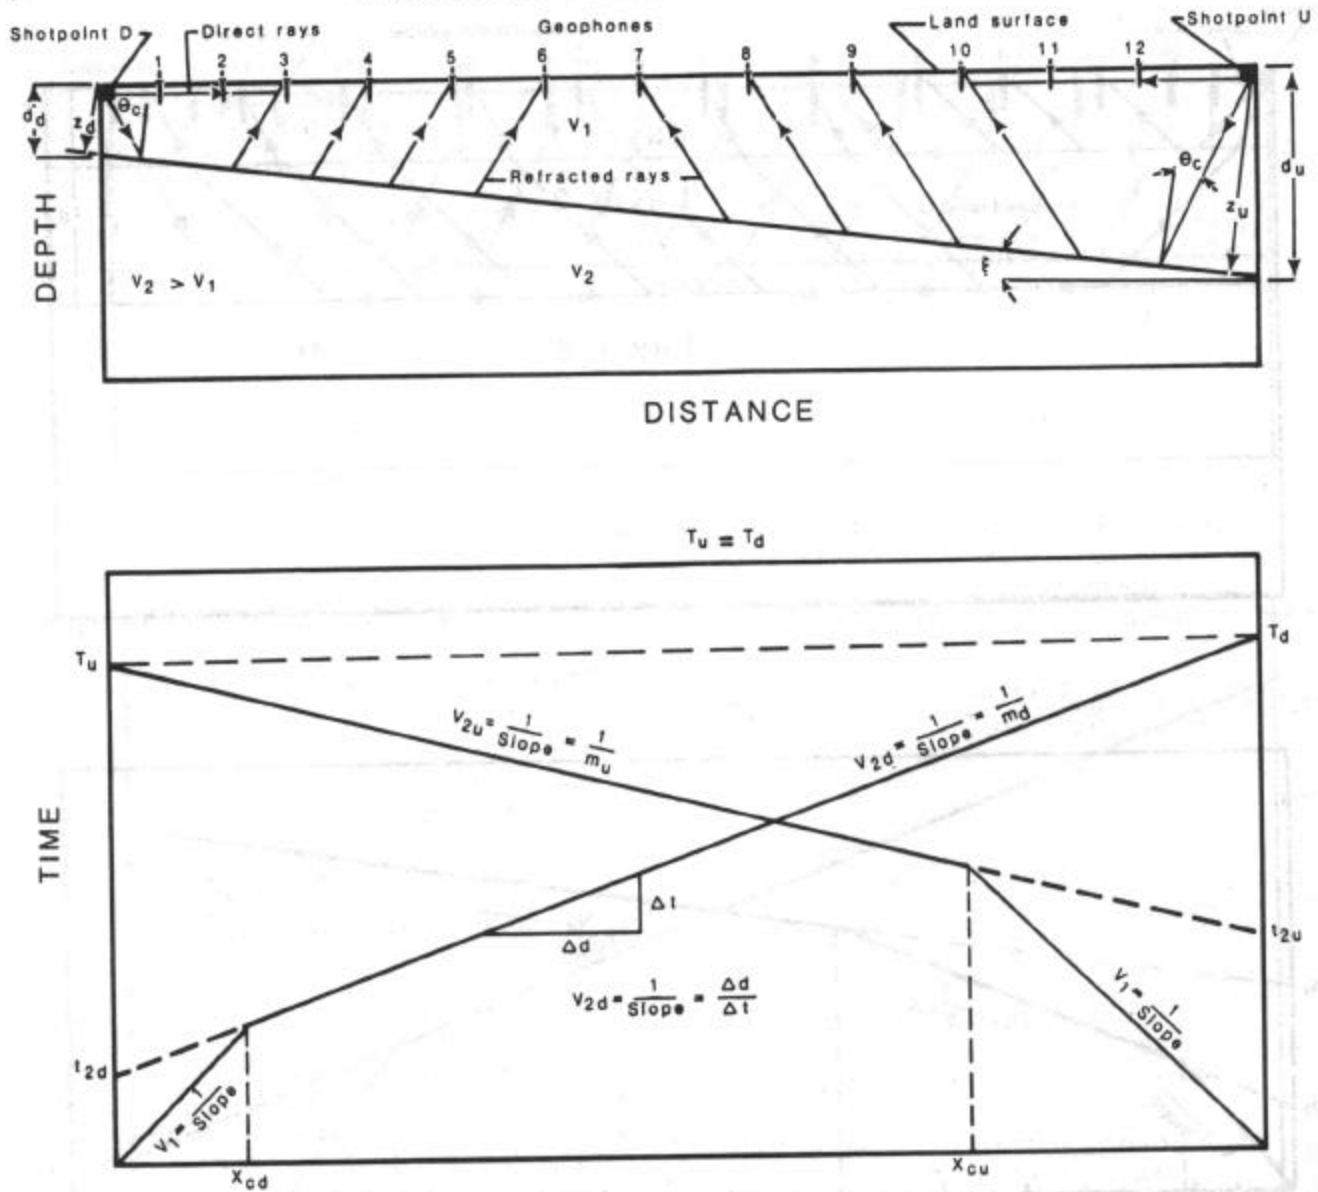 Shotpoint D
Direct rays
Geophones
Land surface
Shotpoint U
1 2 3 4 5 6 7 8 9 10 11 12
θc
dd
zd
V1
Refracted rays
θc
zu
du
DEPTH
V2 > V1
V2
ξ
DISTANCE
Tu = Td
Tu
Td
V2u = 1/Slope = 1/mu
V2d = 1/Slope = 1/md
TIME
Δt
Δd
V2d = 1/Slope = Δd/Δt
t2u
t2d
V1 = 1/Slope
V1 = 1/Slope
xcd
xcu